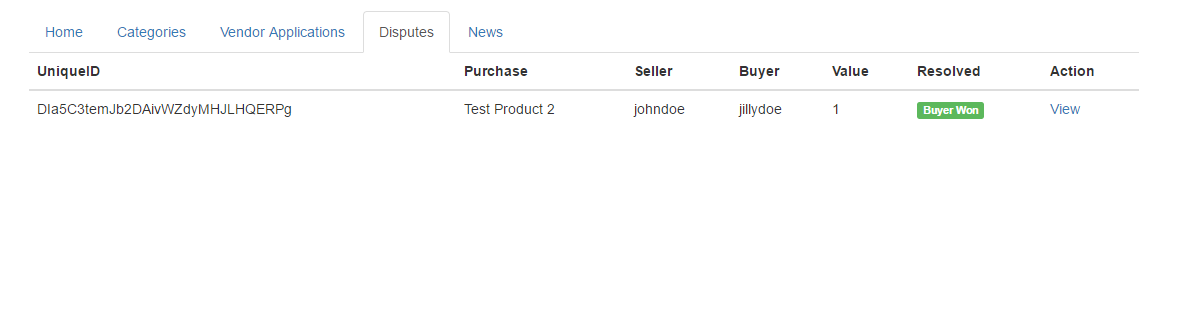 Home Categories Vendor Applications Disputes News
UniqueID Purchase Seller Buyer Value Resolved Action
DIa5C3temJb2DAivWZdyMHJLHQERPg Test Product 2 johndoe jillydoe 1 Buyer Won View